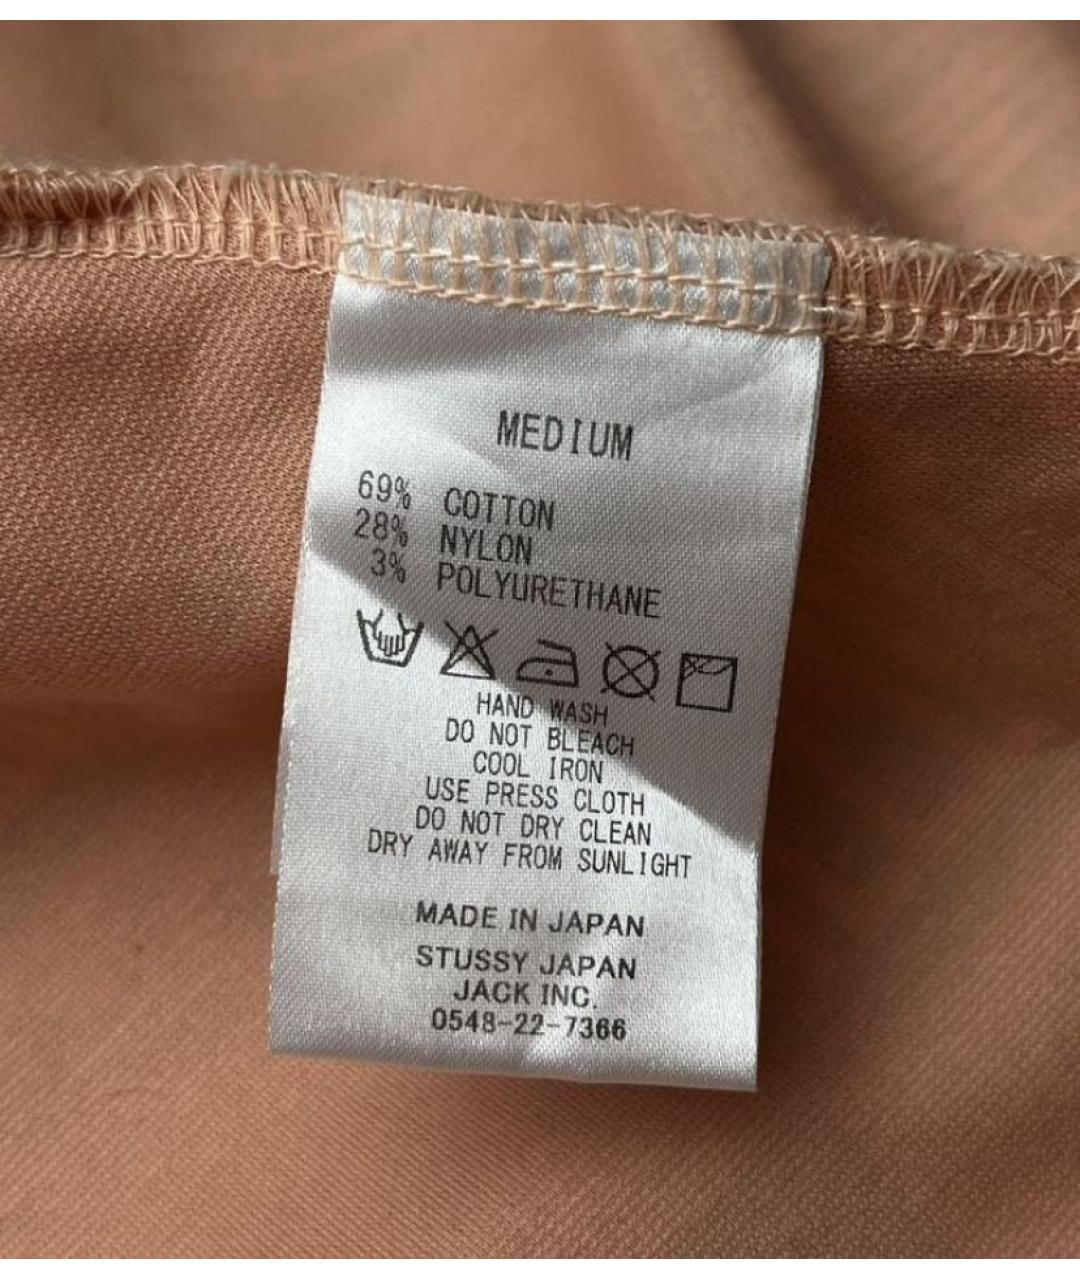 MEDIUM
69% COTTON
28% NYLON
3% POLYURETHANE
HAND WASH
DO NOT BLEACH
COOL IRON
USE PRESS CLOTH
DO NOT DRY CLEAN
DRY AWAY FROM SUNLIGHT
MADE IN JAPAN
STUSSY JAPAN
JACK INC.
0548-22-7366